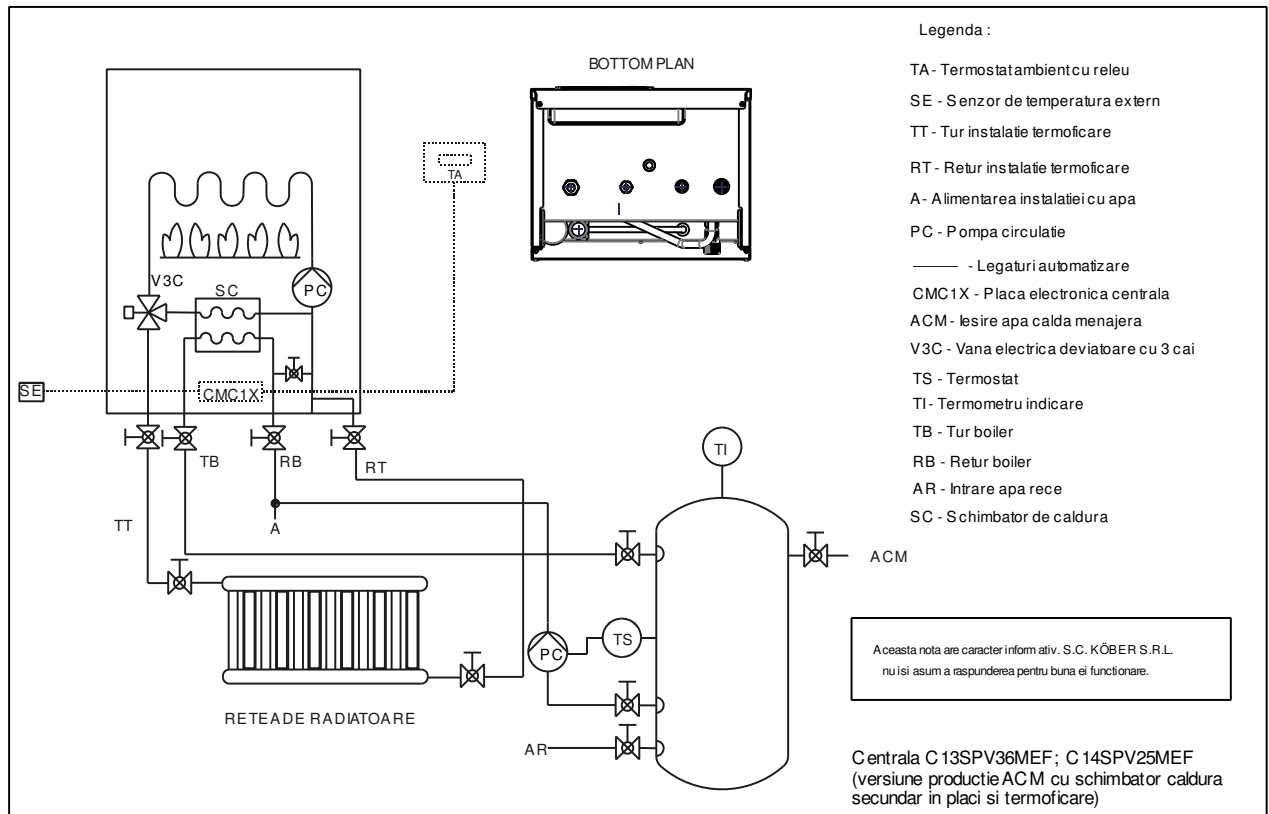 BOTTOM PLAN
TA
V3C
SC
PC
SE
CMC1X
TB
RB
RT
TT
A
TI
ACM
TS
PC
AR
RETEA DE RADIATOARE
Legenda :
TA - Termostat ambient cu releu
SE - Senzor de temperatura extern
TT - Tur instalatie termoficare
RT - Retur instalatie termoficare
A - Alimentarea instalatiei cu apa
PC - Pompa circulatie
- Legaturi automatizare
CMC1X - Placa electronica centrala
ACM - Iesire apa calda menajera
V3C - Vana electrica deviatoare cu 3 cai
TS - Termostat
TI - Termometru indicare
TB - Tur boiler
RB - Retur boiler
AR - Intrare apa rece
SC - Schimbator de caldura
Aceasta nota are caracter informativ. S.C. KÖBER S.R.L.
nu isi asuma raspunderea pentru buna ei functionare.
Centrala C13SPV36MEF; C14SPV25MEF
(versiune productie ACM cu schimbator caldura
secundar in placi si termoficare)